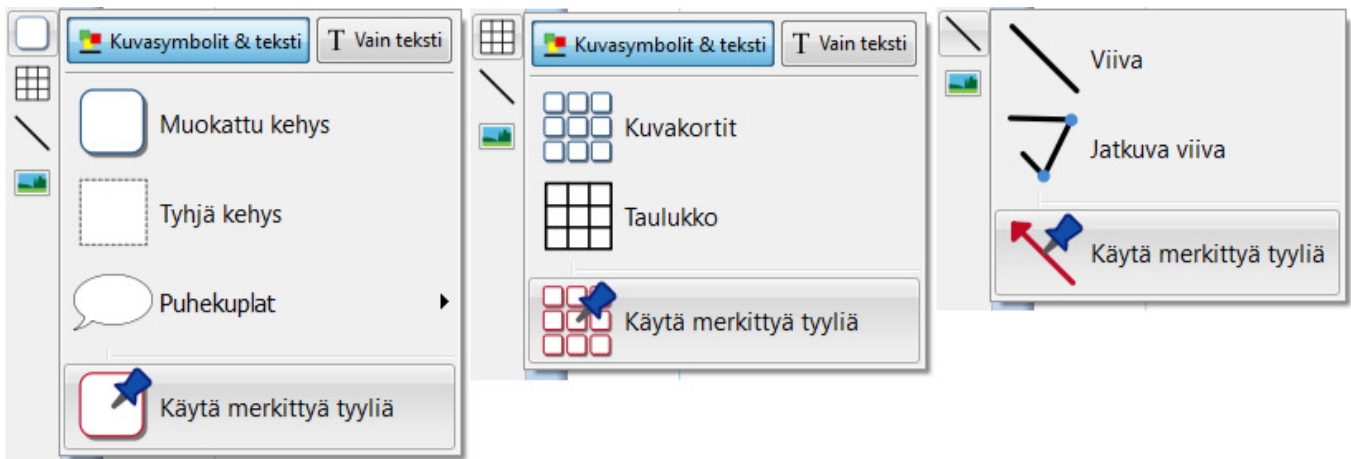 Kuvasymbolit & teksti
T Vain teksti
Muokattu kehys
Tyhjä kehys
Puhekuplat
Käytä merkittyä tyyliä
Kuvasymbolit & teksti
T Vain teksti
Kuvakortit
Taulukko
Käytä merkittyä tyyliä
Viiva
Jatkuva viiva
Käytä merkittyä tyyliä